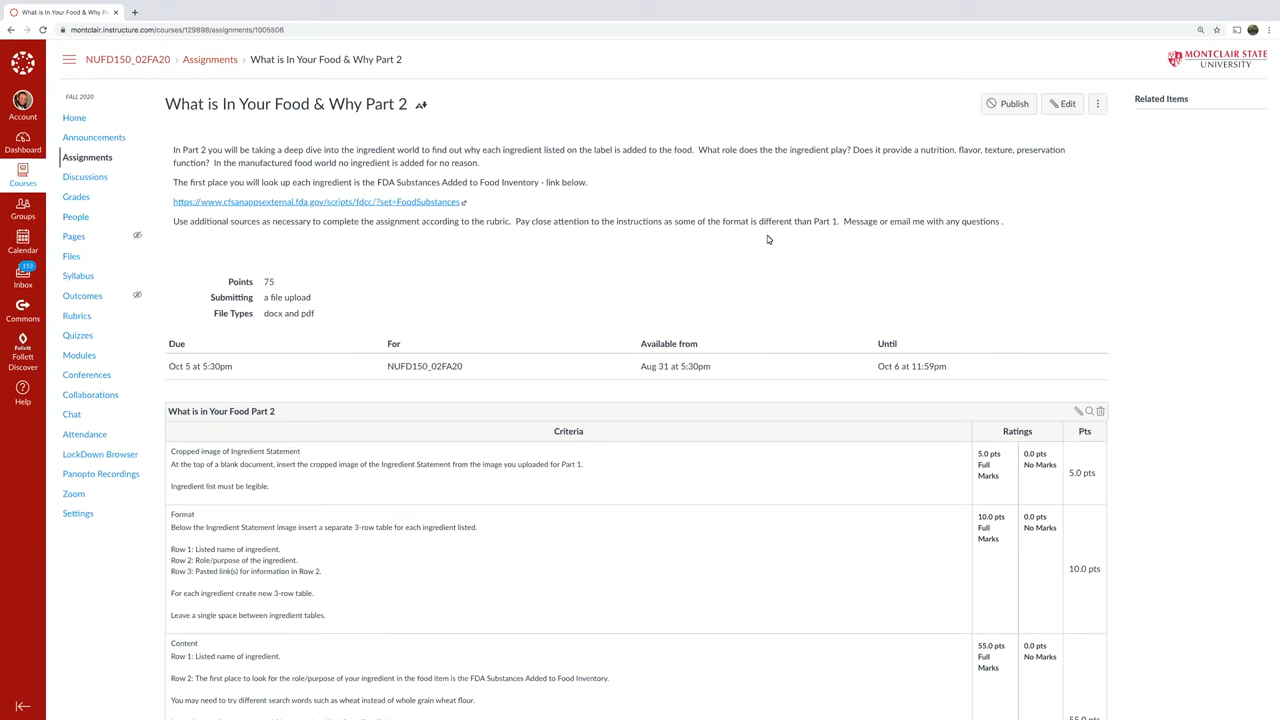 What is In Your Food & Why Pa
montclair.instructure.com/courses/129898/assignments/1005506
NUFD150_02FA20 › Assignments › What is In Your Food & Why Part 2
MONTCLAIR STATE
UNIVERSITY
Account
Dashboard
Courses
Groups
Calendar
153
Inbox
Commons
Follett
Follett
Discover
Help
FALL 2020
Home
Announcements
Assignments
Discussions
Grades
People
Pages
Files
Syllabus
Outcomes
Rubrics
Quizzes
Modules
Conferences
Collaborations
Chat
Attendance
LockDown Browser
Panopto Recordings
Zoom
Settings
What is In Your Food & Why Part 2
Publish
Edit
Related Items
In Part 2 you will be taking a deep dive into the ingredient world to find out why each ingredient listed on the label is added to the food. What role does the the ingredient play? Does it provide a nutrition, flavor, texture, preservation
function? In the manufactured food world no ingredient is added for no reason.
The first place you will look up each ingredient is the FDA Substances Added to Food Inventory - link below.
https://www.cfsanappsexternal.fda.gov/scripts/fdcc/?set=FoodSubstances
Use additional sources as necessary to complete the assignment according to the rubric. Pay close attention to the instructions as some of the format is different than Part 1. Message or email me with any questions .
Points 75
Submitting a file upload
File Types docx and pdf
Due For Available from Until
Oct 5 at 5:30pm NUFD150_02FA20 Aug 31 at 5:30pm Oct 6 at 11:59pm
What is in Your Food Part 2
Criteria Ratings Pts
Cropped image of Ingredient Statement
At the top of a blank document, insert the cropped image of the Ingredient Statement from the image you uploaded for Part 1.
Ingredient list must be legible.
5.0 pts
Full
Marks
0.0 pts
No Marks
5.0 pts
Format
Below the Ingredient Statement image insert a separate 3-row table for each ingredient listed.
Row 1: Listed name of ingredient.
Row 2: Role/purpose of the ingredient.
Row 3: Pasted link(s) for information in Row 2.
For each ingredient create new 3-row table.
Leave a single space between ingredient tables.
10.0 pts
Full
Marks
0.0 pts
No Marks
10.0 pts
Content
Row 1: Listed name of ingredient.
Row 2: The first place to look for the role/purpose of your ingredient in the food item is the FDA Substances Added to Food Inventory.
You may need to try different search words such as wheat instead of whole grain wheat flour.
55.0 pts
Full
Marks
0.0 pts
No Marks
55.0 pts